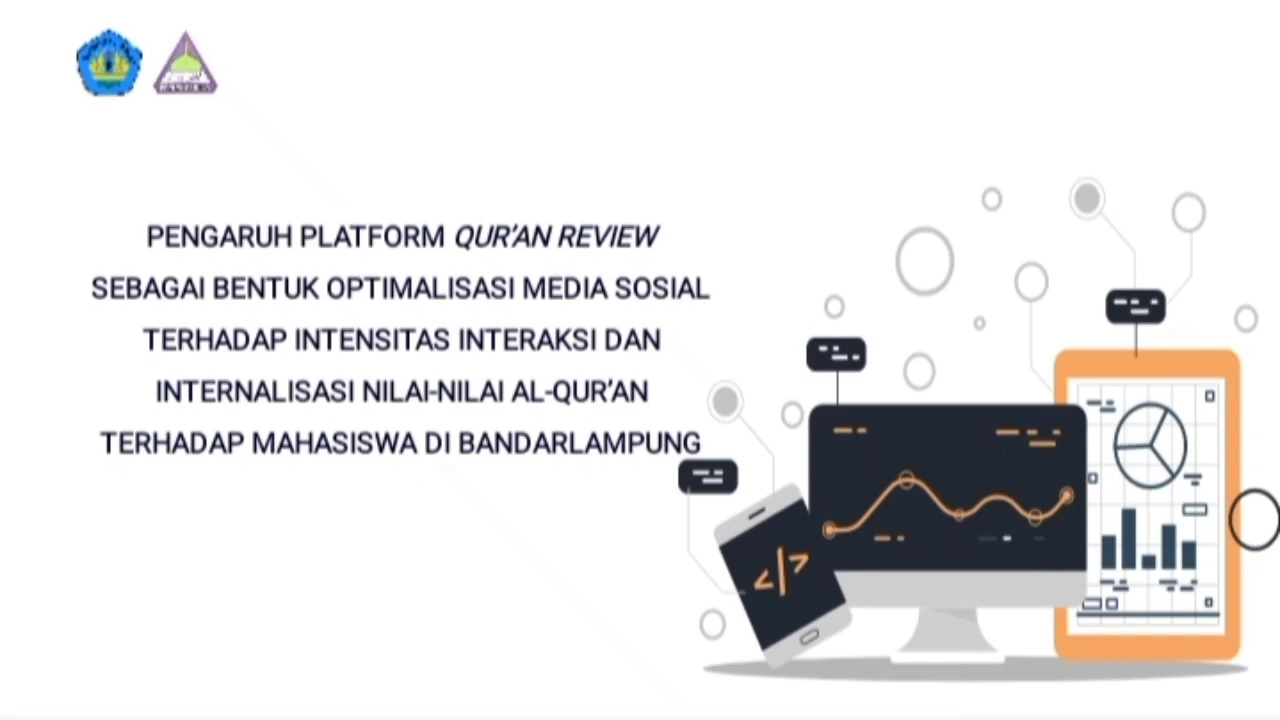 PENGARUH PLATFORM QUR'AN REVIEW
SEBAGAI BENTUK OPTIMALISASI MEDIA SOSIAL
TERHADAP INTENSITAS INTERAKSI DAN
INTERNALISASI NILAI-NILAI AL-QUR'AN
TERHADAP MAHASISWA DI BANDARLAMPUNG
<//>